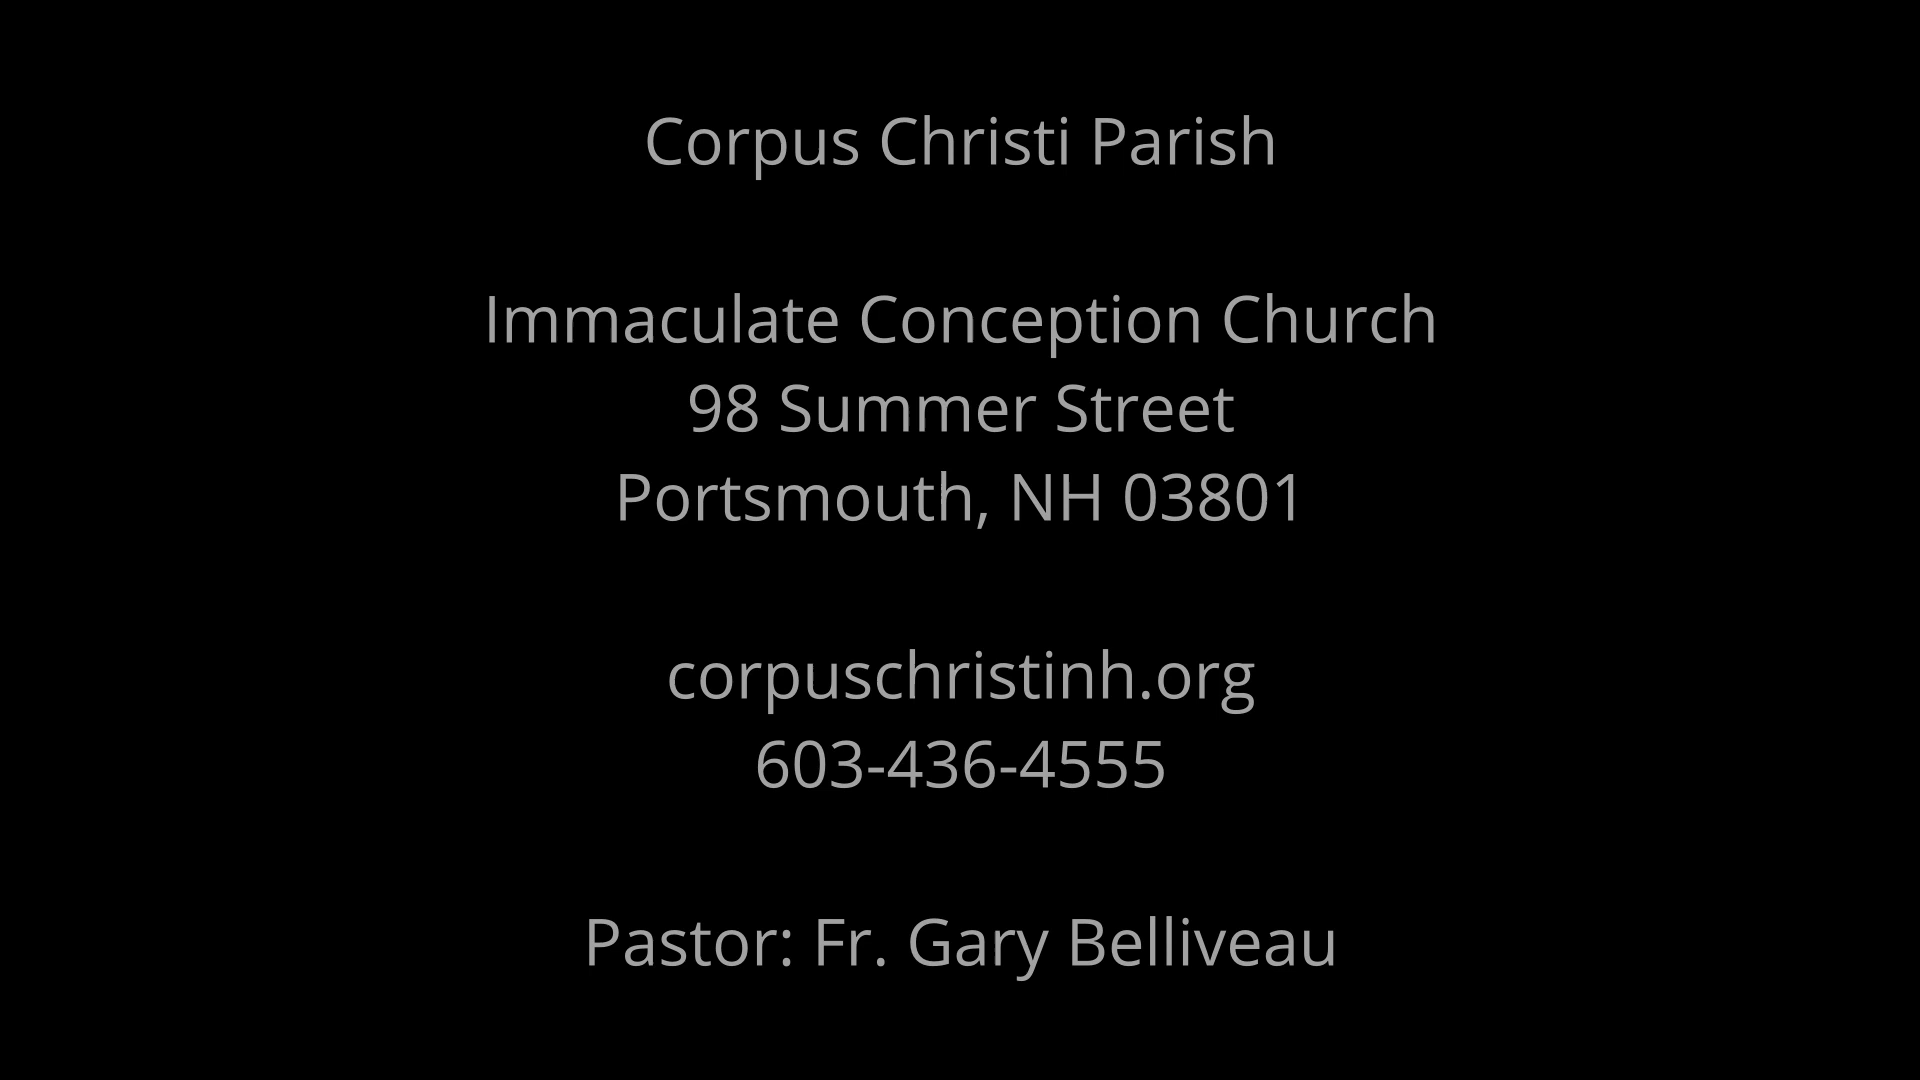 Corpus Christi Parish
Immaculate Conception Church
98 Summer Street
Portsmouth, NH 03801
corpuschristinh.org
603-436-4555
Pastor: Fr. Gary Belliveau